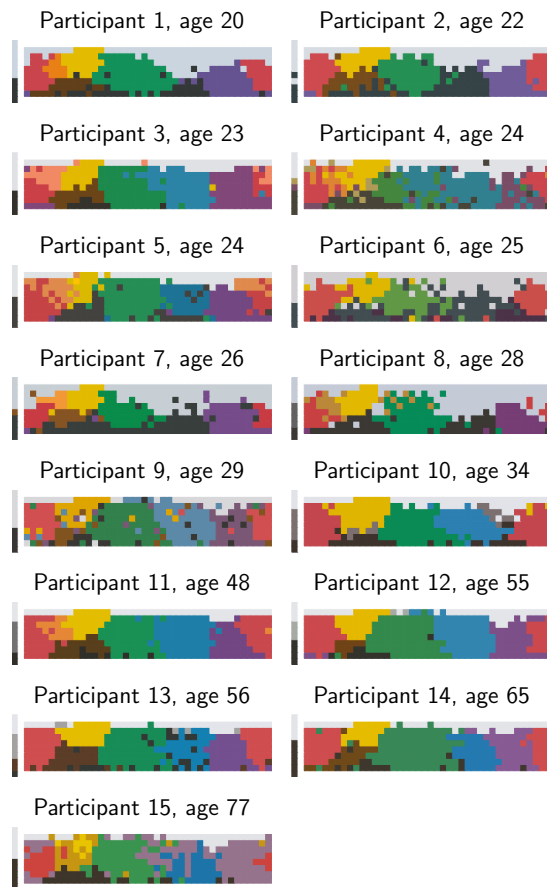 Participant 1, age 20
Participant 2, age 22
Participant 3, age 23
Participant 4, age 24
Participant 5, age 24
Participant 6, age 25
Participant 7, age 26
Participant 8, age 28
Participant 9, age 29
Participant 10, age 34
Participant 11, age 48
Participant 12, age 55
Participant 13, age 56
Participant 14, age 65
Participant 15, age 77